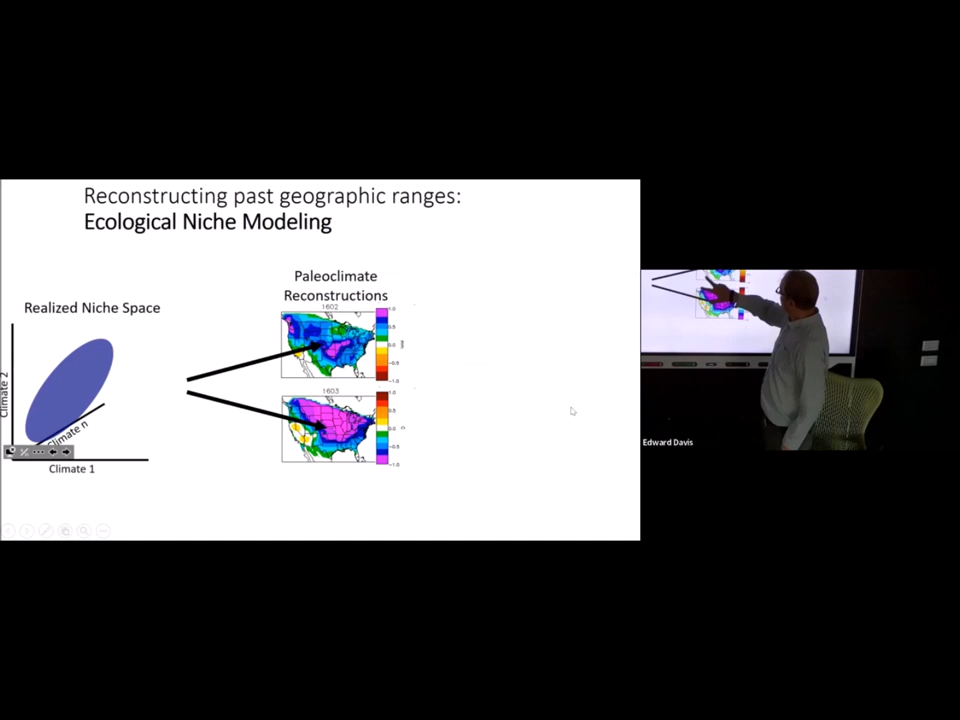 Reconstructing past geographic ranges:
Ecological Niche Modeling
Paleoclimate
Reconstructions
Realized Niche Space
1602
1603
Climate 2
Climate n
Climate 1
Edward Davis